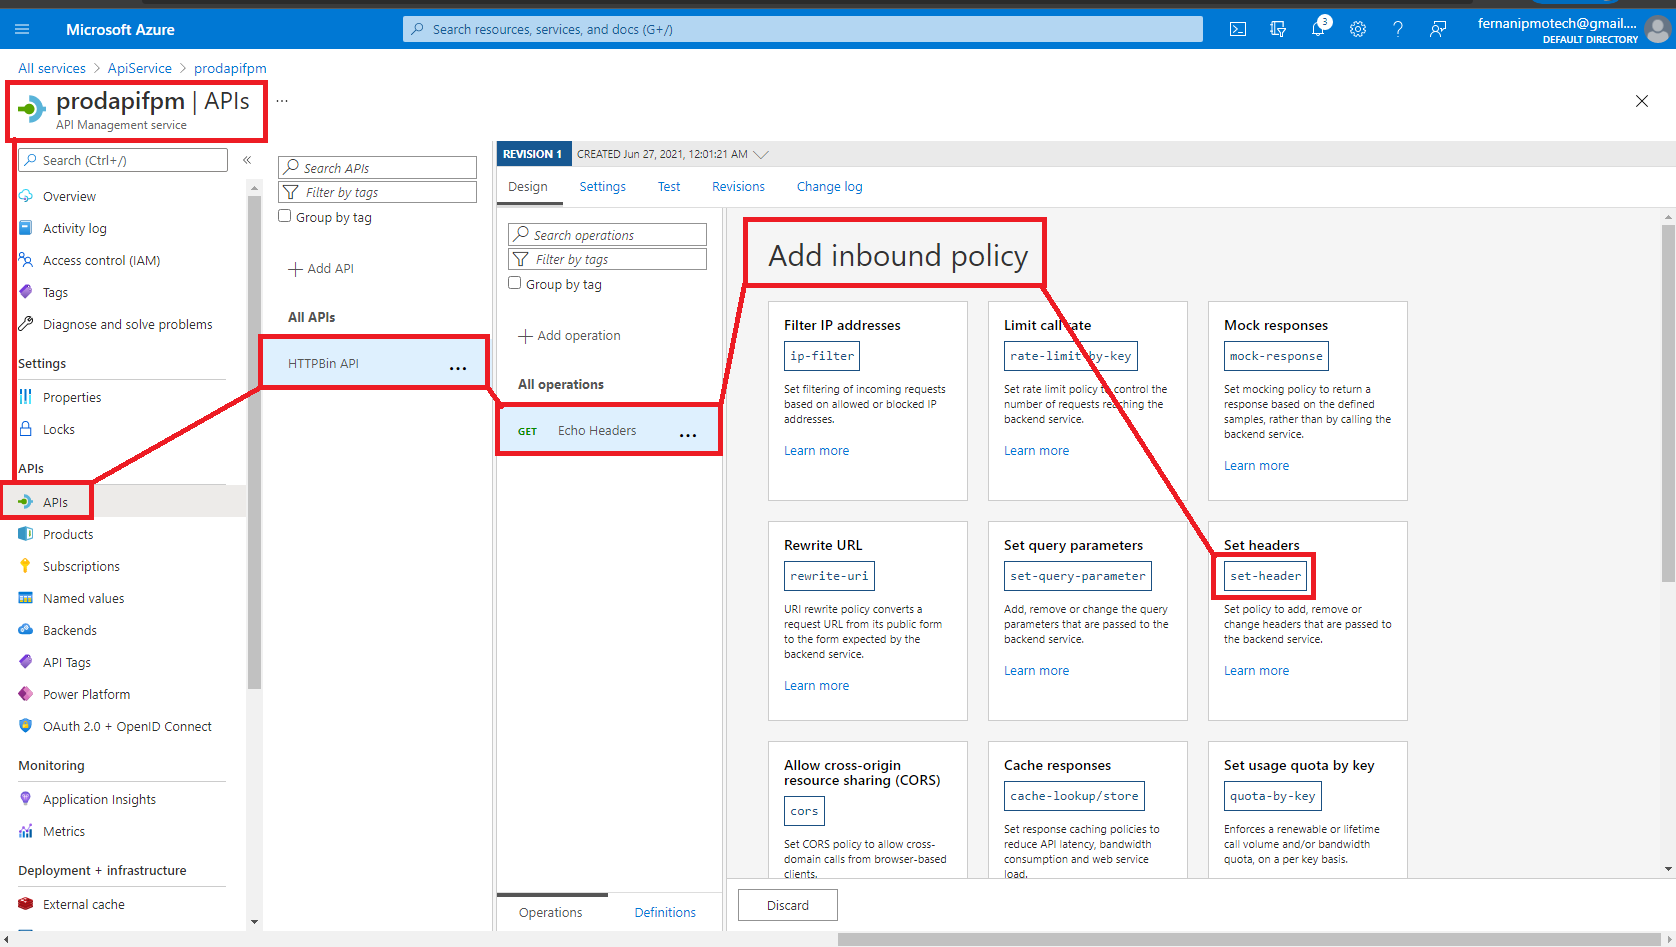 Microsoft Azure
Search resources, services, and docs (G+/)
3
fernanipmotech@gmail....
DEFAULT DIRECTORY
All services > ApiService > prodapifpm
prodapifpm | APIs
...
API Management service
Search (Ctrl+/)
«
Overview
Activity log
Access control (IAM)
Tags
Diagnose and solve problems
Settings
Properties
Locks
APIs
APIs
Products
Subscriptions
Named values
Backends
API Tags
Power Platform
OAuth 2.0 + OpenID Connect
Monitoring
Application Insights
Metrics
Deployment + infrastructure
External cache
Search APIs
Filter by tags
Group by tag
+ Add API
All APIs
HTTPBin API
...
REVISION 1
CREATED Jun 27, 2021, 12:01:21 AM
Design
Settings
Test
Revisions
Change log
Search operations
Filter by tags
Group by tag
+ Add operation
All operations
GET Echo Headers
...
Operations
Definitions
Add inbound policy
Filter IP addresses
ip-filter
Set filtering of incoming requests
based on allowed or blocked IP
addresses.
Learn more
Limit call rate
rate-limit-by-key
Set rate limit policy to control the
number of requests reaching the
backend service.
Learn more
Mock responses
mock-response
Set mocking policy to return a
response based on the defined
samples, rather than by calling the
backend service.
Learn more
Rewrite URL
rewrite-uri
URI rewrite policy converts a
request URL from its public form
to the form expected by the
backend service.
Learn more
Set query parameters
set-query-parameter
Add, remove or change the query
parameters that are passed to the
backend service.
Learn more
Set headers
set-header
Set policy to add, remove or
change headers that are passed to
the backend service.
Learn more
Allow cross-origin
resource sharing (CORS)
cors
Set CORS policy to allow cross-
domain calls from browser-based
clients.
Cache responses
cache-lookup/store
Set response caching policies to
reduce API latency, bandwidth
consumption and web service
load.
Set usage quota by key
quota-by-key
Enforces a renewable or lifetime
call volume and/or bandwidth
quota, on a per key basis.
Discard